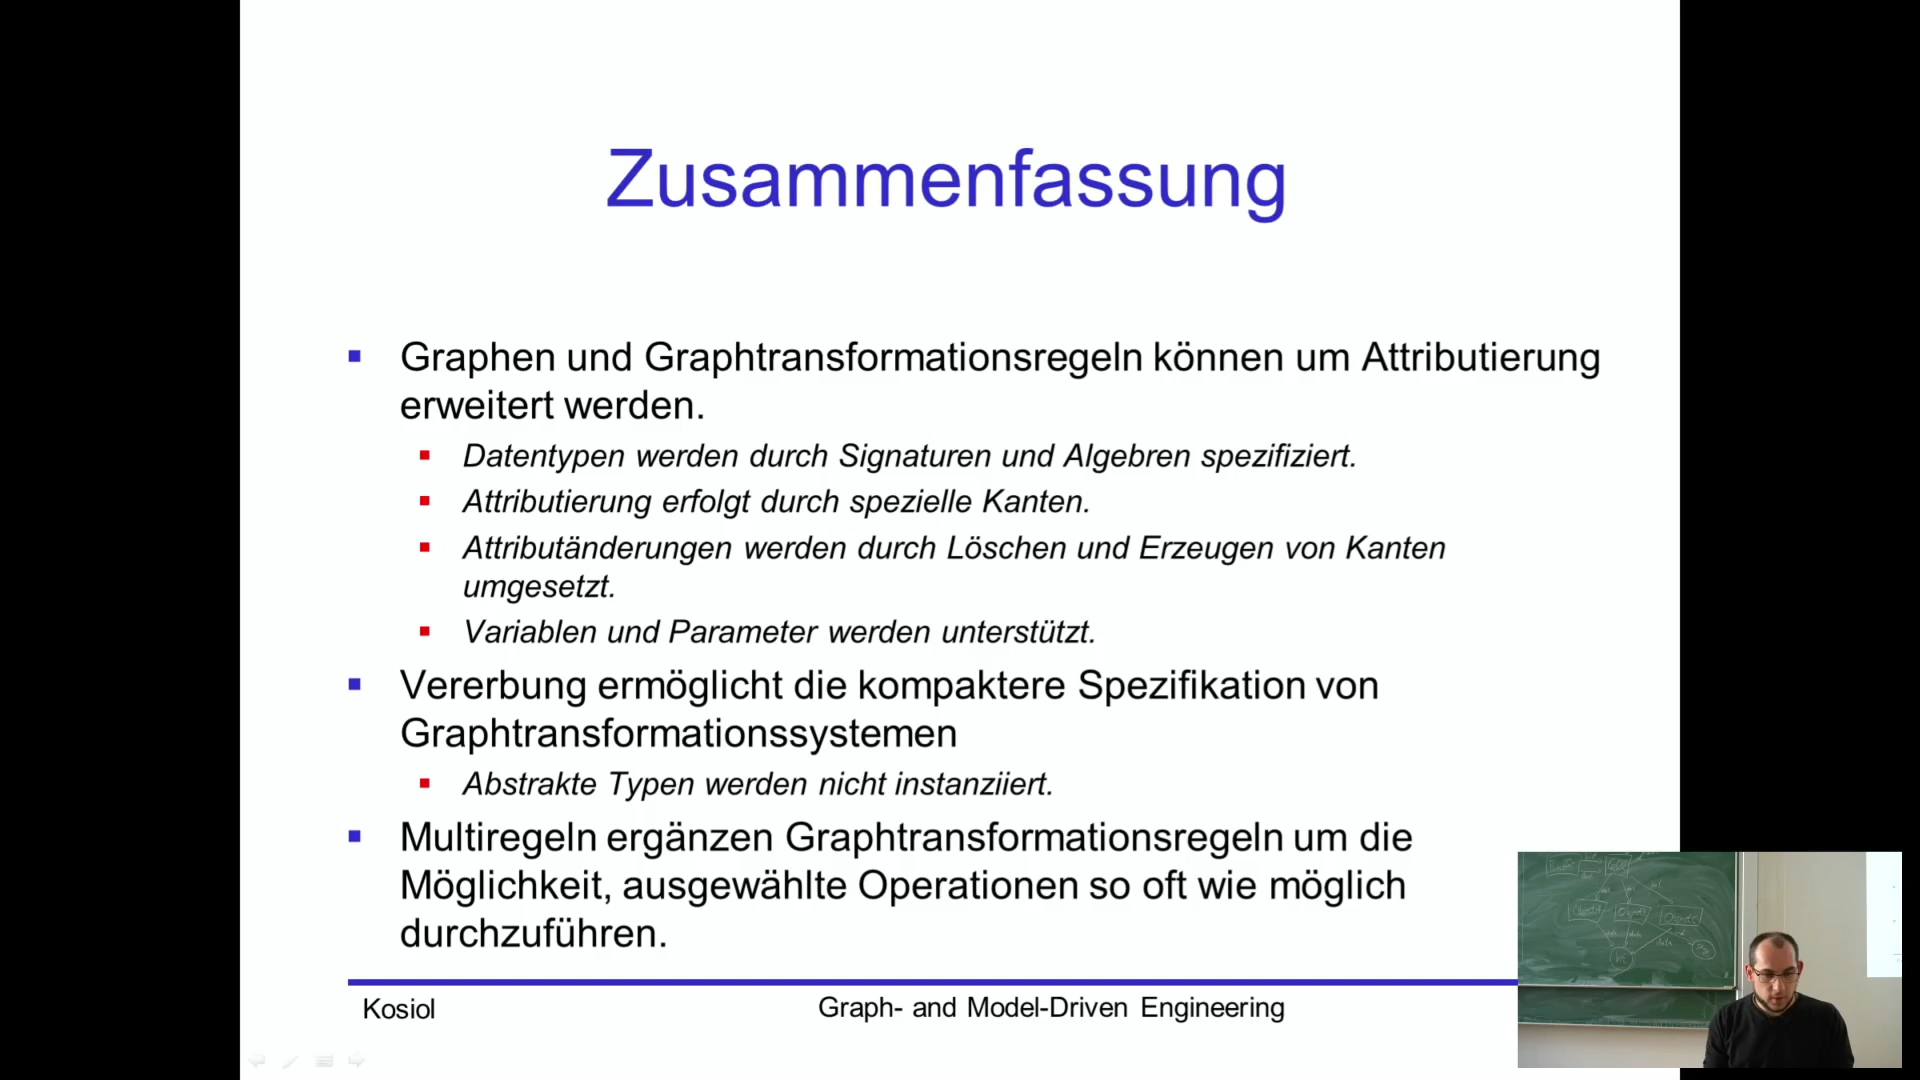 Zusammenfassung
Graphen und Graphtransformationsregeln können um Attributierung
erweitert werden.
Datentypen werden durch Signaturen und Algebren spezifiziert.
Attributierung erfolgt durch spezielle Kanten.
Attributänderungen werden durch Löschen und Erzeugen von Kanten
umgesetzt.
Variablen und Parameter werden unterstützt.
Vererbung ermöglicht die kompaktere Spezifikation von
Graphtransformationssystemen
Abstrakte Typen werden nicht instanziiert.
Multiregeln ergänzen Graphtransformationsregeln um die
Möglichkeit, ausgewählte Operationen so oft wie möglich
durchzuführen.
Kosiol
Graph- and Model-Driven Engineering